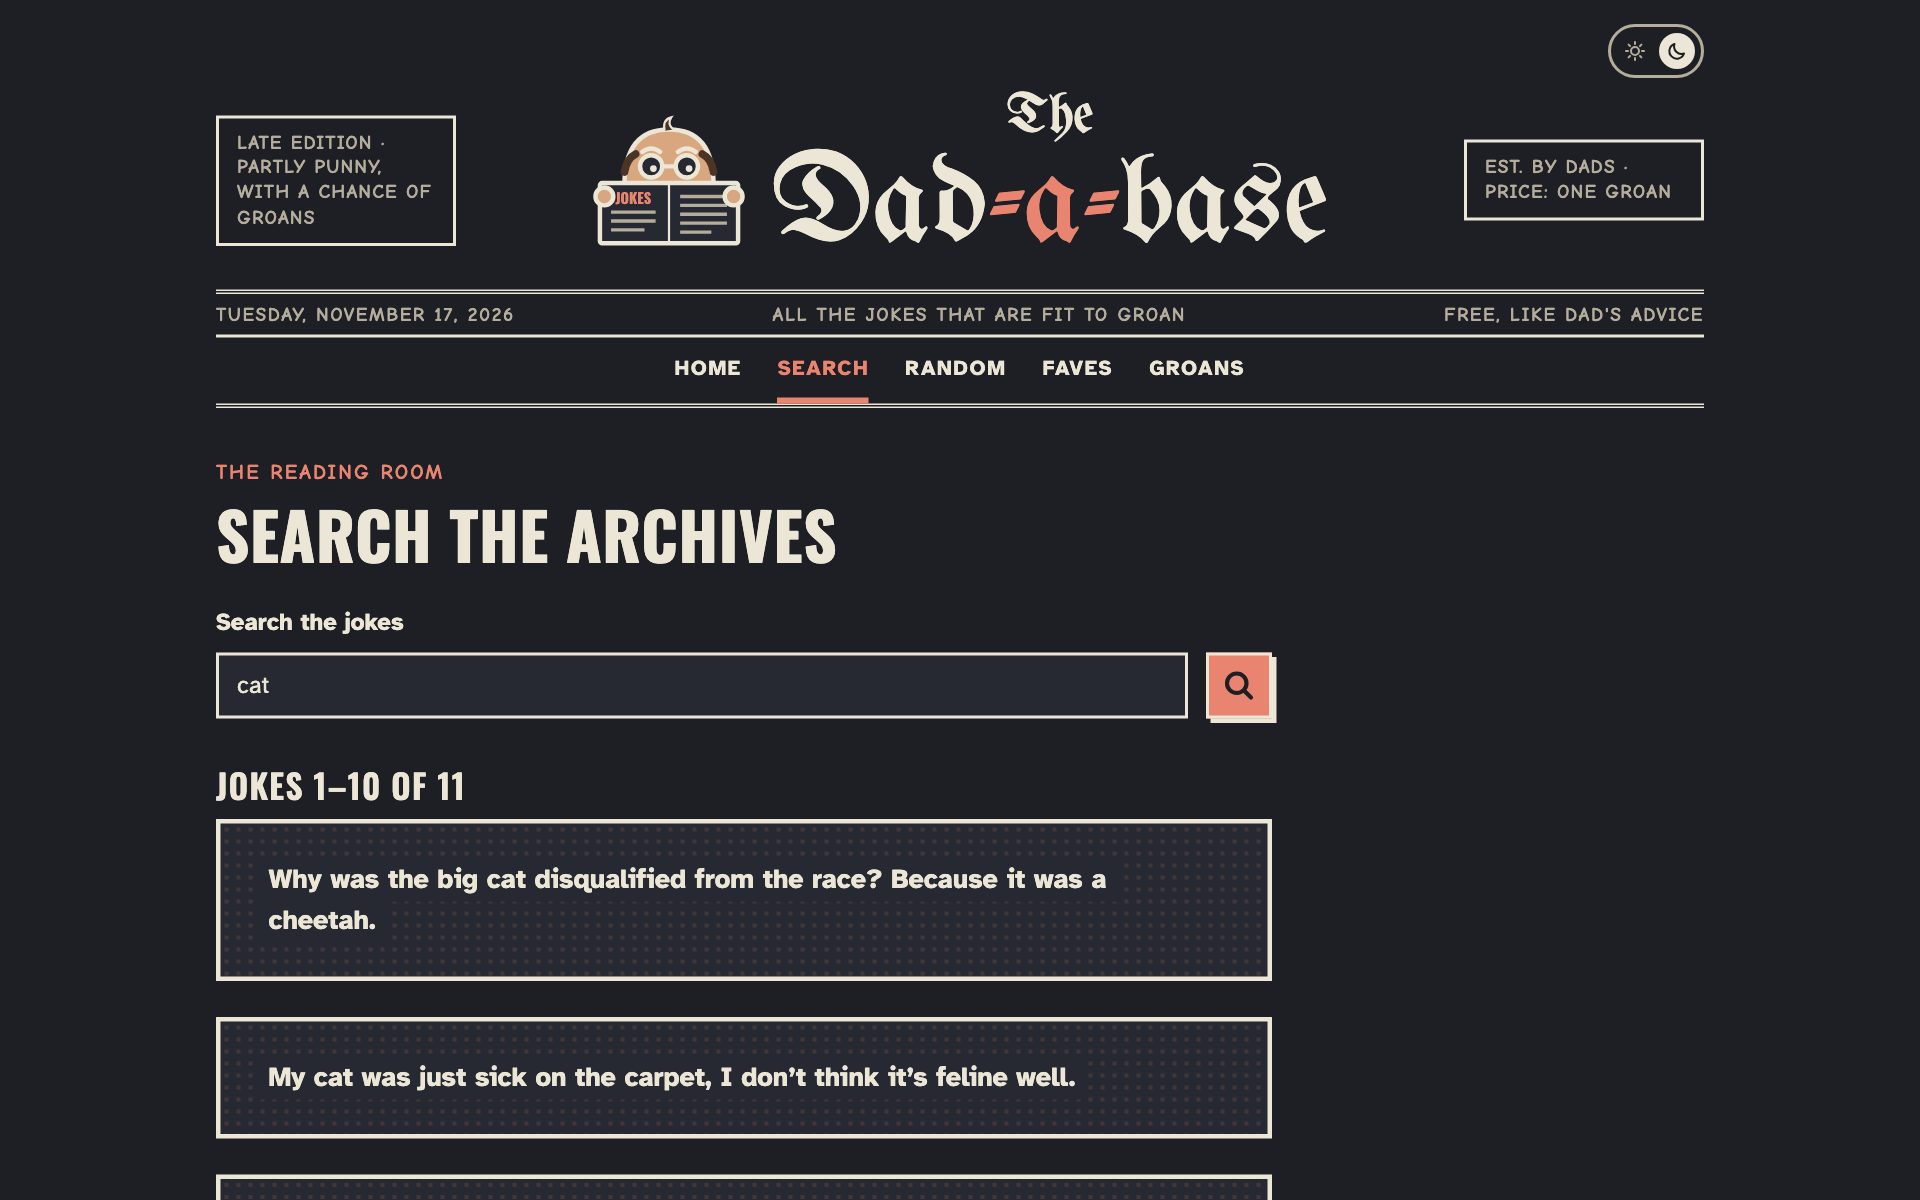 LATE EDITION ·
PARTLY PUNNY,
WITH A CHANCE OF
GROANS
JOKES
The
Dad=a=base
EST. BY DADS ·
PRICE: ONE GROAN
TUESDAY, NOVEMBER 17, 2026
ALL THE JOKES THAT ARE FIT TO GROAN
FREE, LIKE DAD'S ADVICE
HOME SEARCH RANDOM FAVES GROANS
THE READING ROOM
SEARCH THE ARCHIVES
Search the jokes
cat
JOKES 1–10 OF 11
Why was the big cat disqualified from the race? Because it was a
cheetah.
My cat was just sick on the carpet, I don’t think it’s feline well.